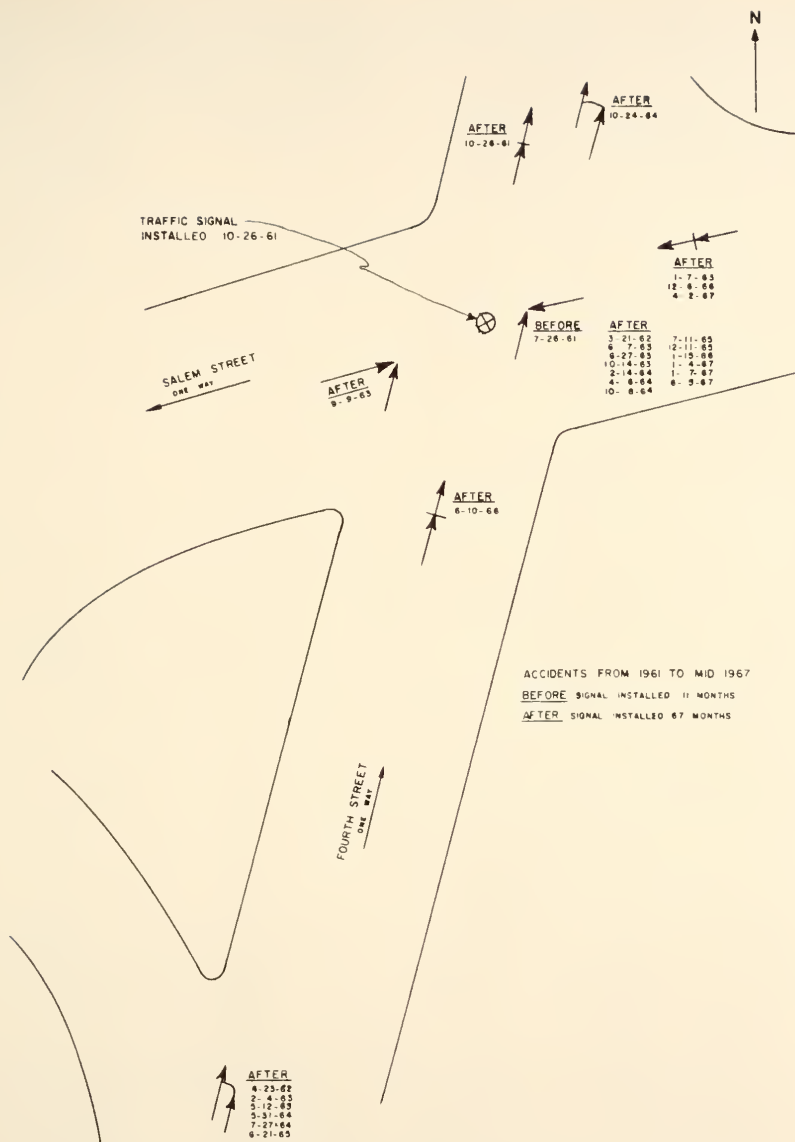 N
AFTER
10-24-64
AFTER
10-26-61
TRAFFIC SIGNAL
INSTALLED 10-26-61
AFTER
1-7-63
12-6-66
4-2-67
BEFORE
7-26-61
AFTER
3-21-62 7-11-65
6 7-63 12-11-65
6-27-63 1-15-66
10-14-63 1-4-67
2-14-64 1-7-67
4-6-64 6-5-67
10-8-64
SALEM STREET
ONE WAY
AFTER
9-9-63
AFTER
6-10-66
ACCIDENTS FROM 1961 TO MID 1967
BEFORE SIGNAL INSTALLED 11 MONTHS
AFTER SIGNAL INSTALLED 67 MONTHS
FOURTH STREET
ONE WAY
AFTER
4-23-62
2-4-63
5-12-63
5-31-64
7-27-64
6-21-65